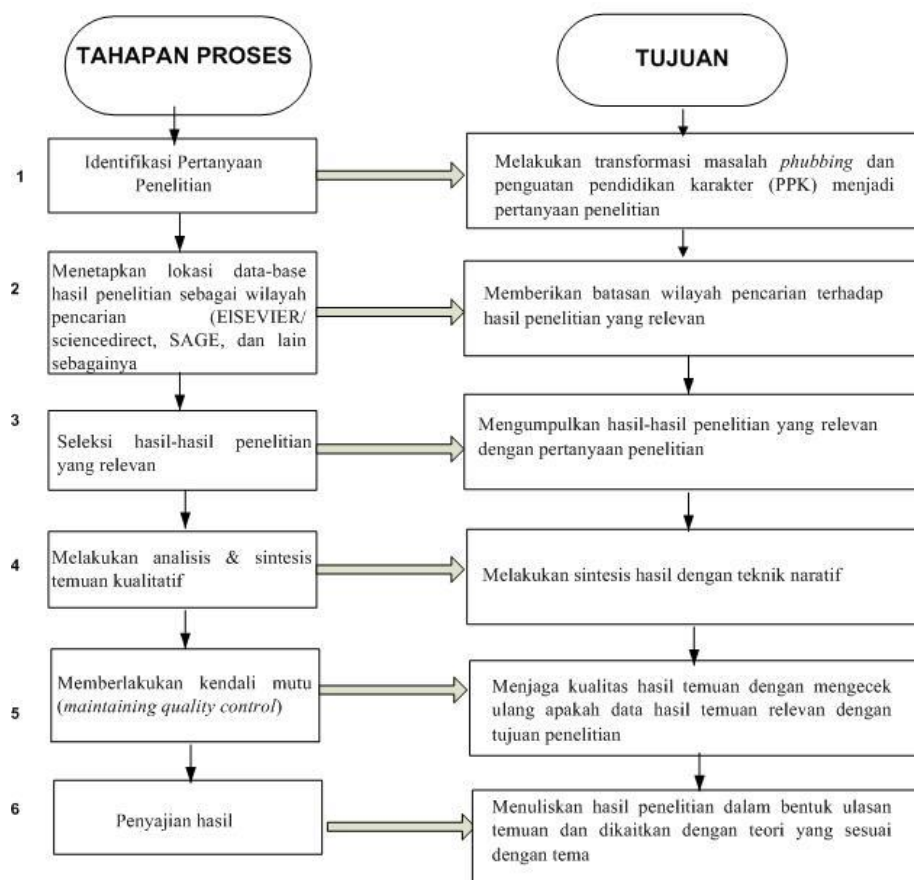 TAHAPAN PROSES
TUJUAN
1
Identifikasi Pertanyaan
Penelitian
Melakukan transformasi masalah phubbing dan
penguatan pendidikan karakter (PPK) menjadi
pertanyaan penelitian
2
Menetapkan lokasi data-base
hasil penelitian sebagai wilayah
pencarian (EISEVIER/
sciencedirect, SAGE, dan lain
sebagainya
Memberikan batasan wilayah pencarian terhadap
hasil penelitian yang relevan
3
Seleksi hasil-hasil penelitian
yang relevan
Mengumpulkan hasil-hasil penelitian yang relevan
dengan pertanyaan penelitian
4
Melakukan analisis & sintesis
temuan kualitatif
Melakukan sintesis hasil dengan teknik naratif
5
Memberlakukan kendali mutu
(maintaining quality control)
Menjaga kualitas hasil temuan dengan mengecek
ulang apakah data hasil temuan relevan dengan
tujuan penelitian
6
Penyajian hasil
Menuliskan hasil penelitian dalam bentuk ulasan
temuan dan dikaitkan dengan teori yang sesuai
dengan tema